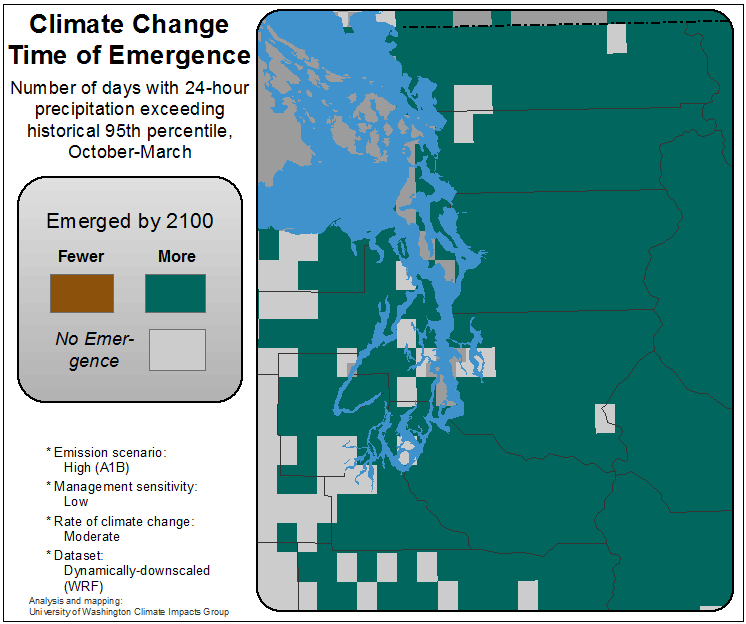 Climate Change
Time of Emergence
Number of days with 24-hour
precipitation exceeding
historical 95th percentile,
October-March
Emerged by 2100
Fewer More
No Emer-
gence
* Emission scenario:
High (A1B)
* Management sensitivity:
Low
* Rate of climate change:
Moderate
* Dataset:
Dynamically-downscaled
(WRF)
Analysis and mapping:
University of Washington Climate Impacts Group